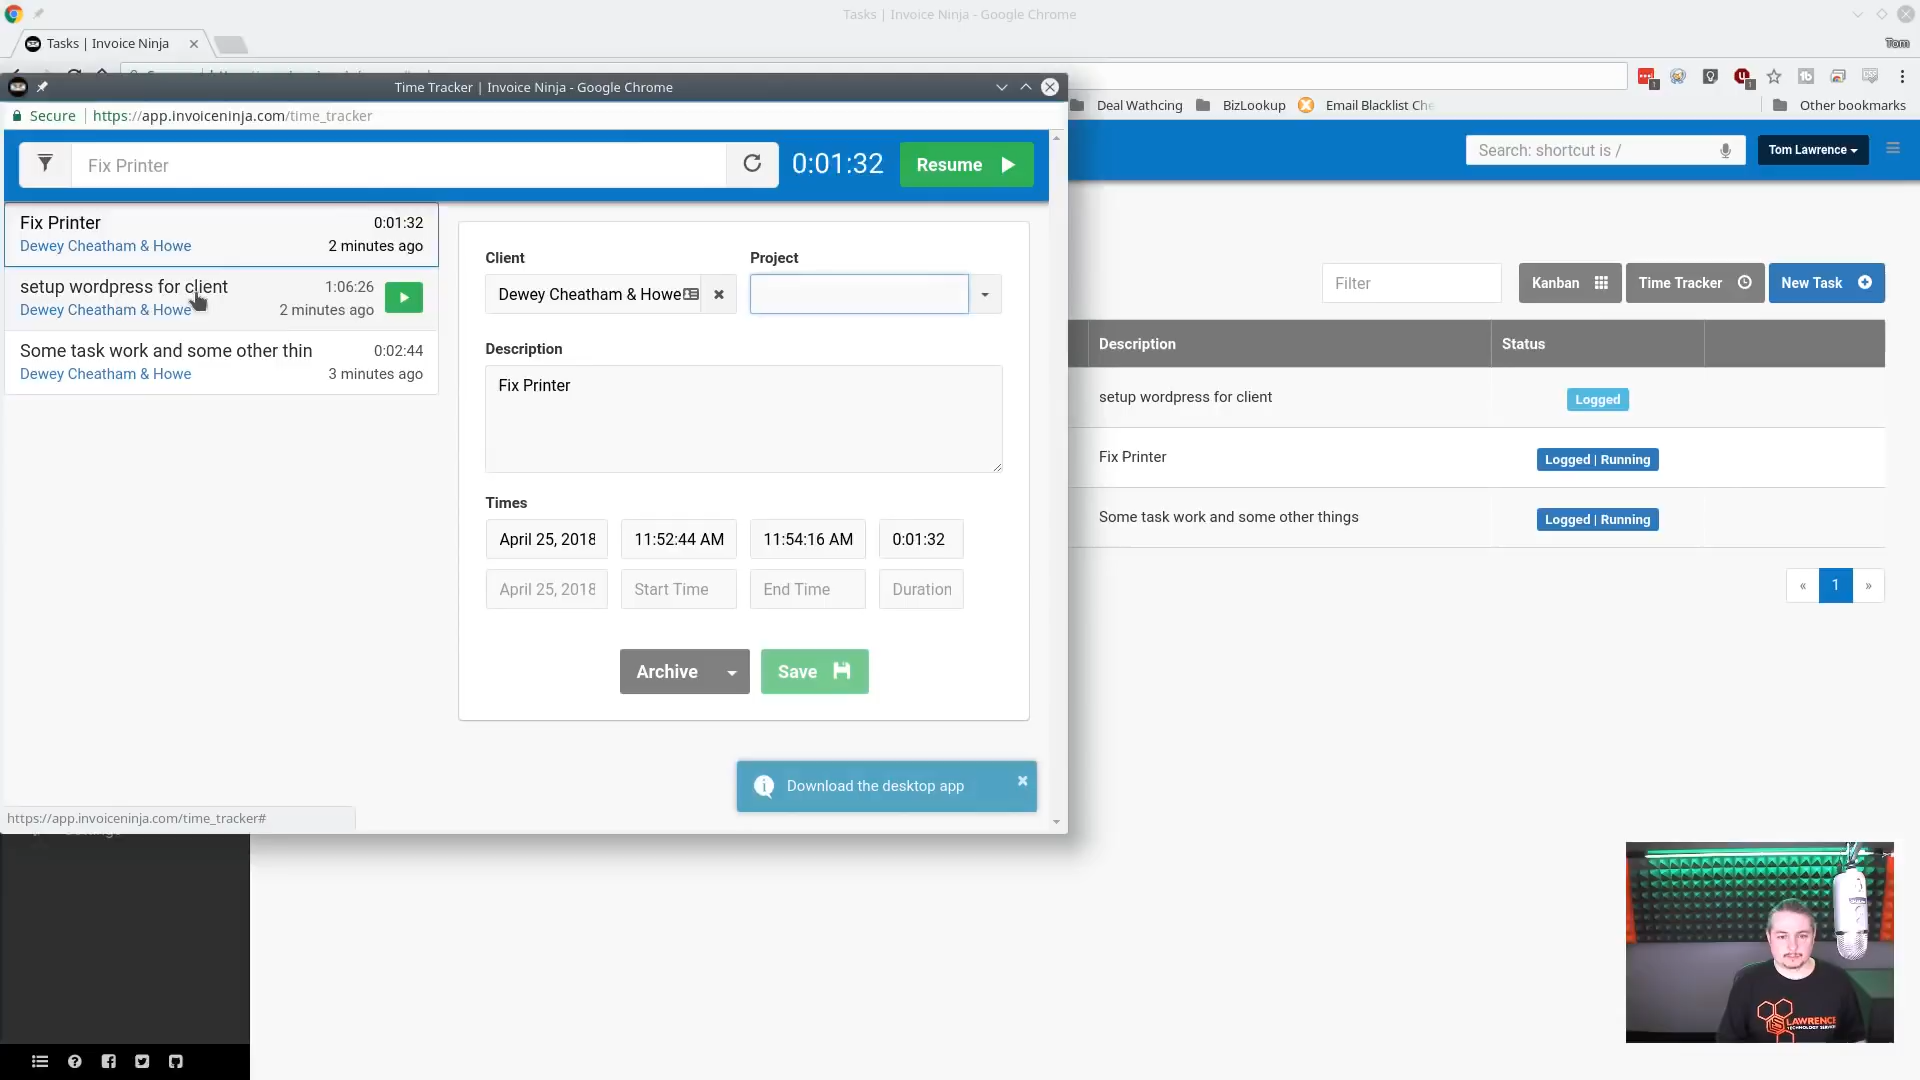 Tasks | Invoice Ninja - Google Chrome
Tasks | Invoice Ninja
Tom
Time Tracker | Invoice Ninja - Google Chrome
Secure
https://app.invoiceninja.com/time_tracker
Deal Wathcing
BizLookup
Email Blacklist Che
Other bookmarks
Fix Printer
0:01:32
Resume
Search: shortcut is /
Tom Lawrence
Fix Printer
0:01:32
Dewey Cheatham & Howe
2 minutes ago
setup wordpress for client
1:06:26
Dewey Cheatham & Howe
2 minutes ago
Some task work and some other thin
0:02:44
Dewey Cheatham & Howe
3 minutes ago
Client
Project
Dewey Cheatham & Howe
Description
Fix Printer
Times
April 25, 2018
11:52:44 AM
11:54:16 AM
0:01:32
April 25, 2018
Start Time
End Time
Duration
Archive
Save
Download the desktop app
https://app.invoiceninja.com/time_tracker#
Filter
Kanban
Time Tracker
New Task
Description
Status
setup wordpress for client
Logged
Fix Printer
Logged | Running
Some task work and some other things
Logged | Running
«
1
»
LAWRENCE